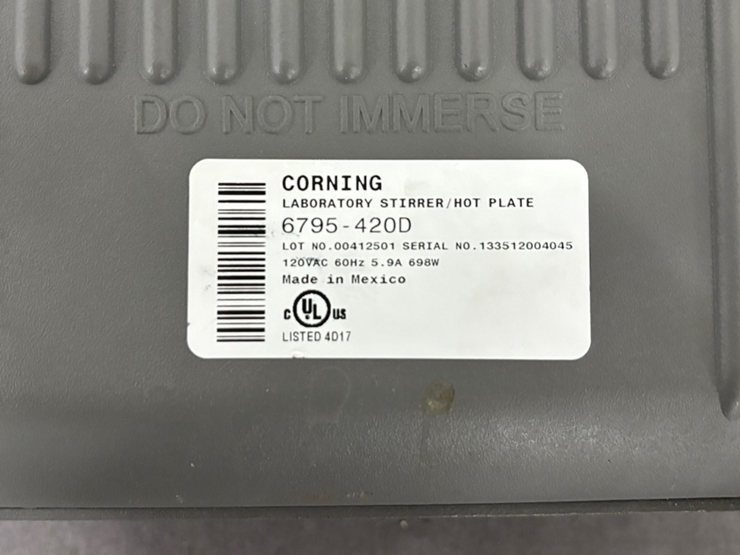 DO NOT IMMERSE
CORNING
LABORATORY STIRRER/HOT PLATE
6795-420D
LOT NO.00412501 SERIAL NO.133512004045
120VAC 60Hz 5.9A 698W
Made in Mexico
C UL US
LISTED 4D17